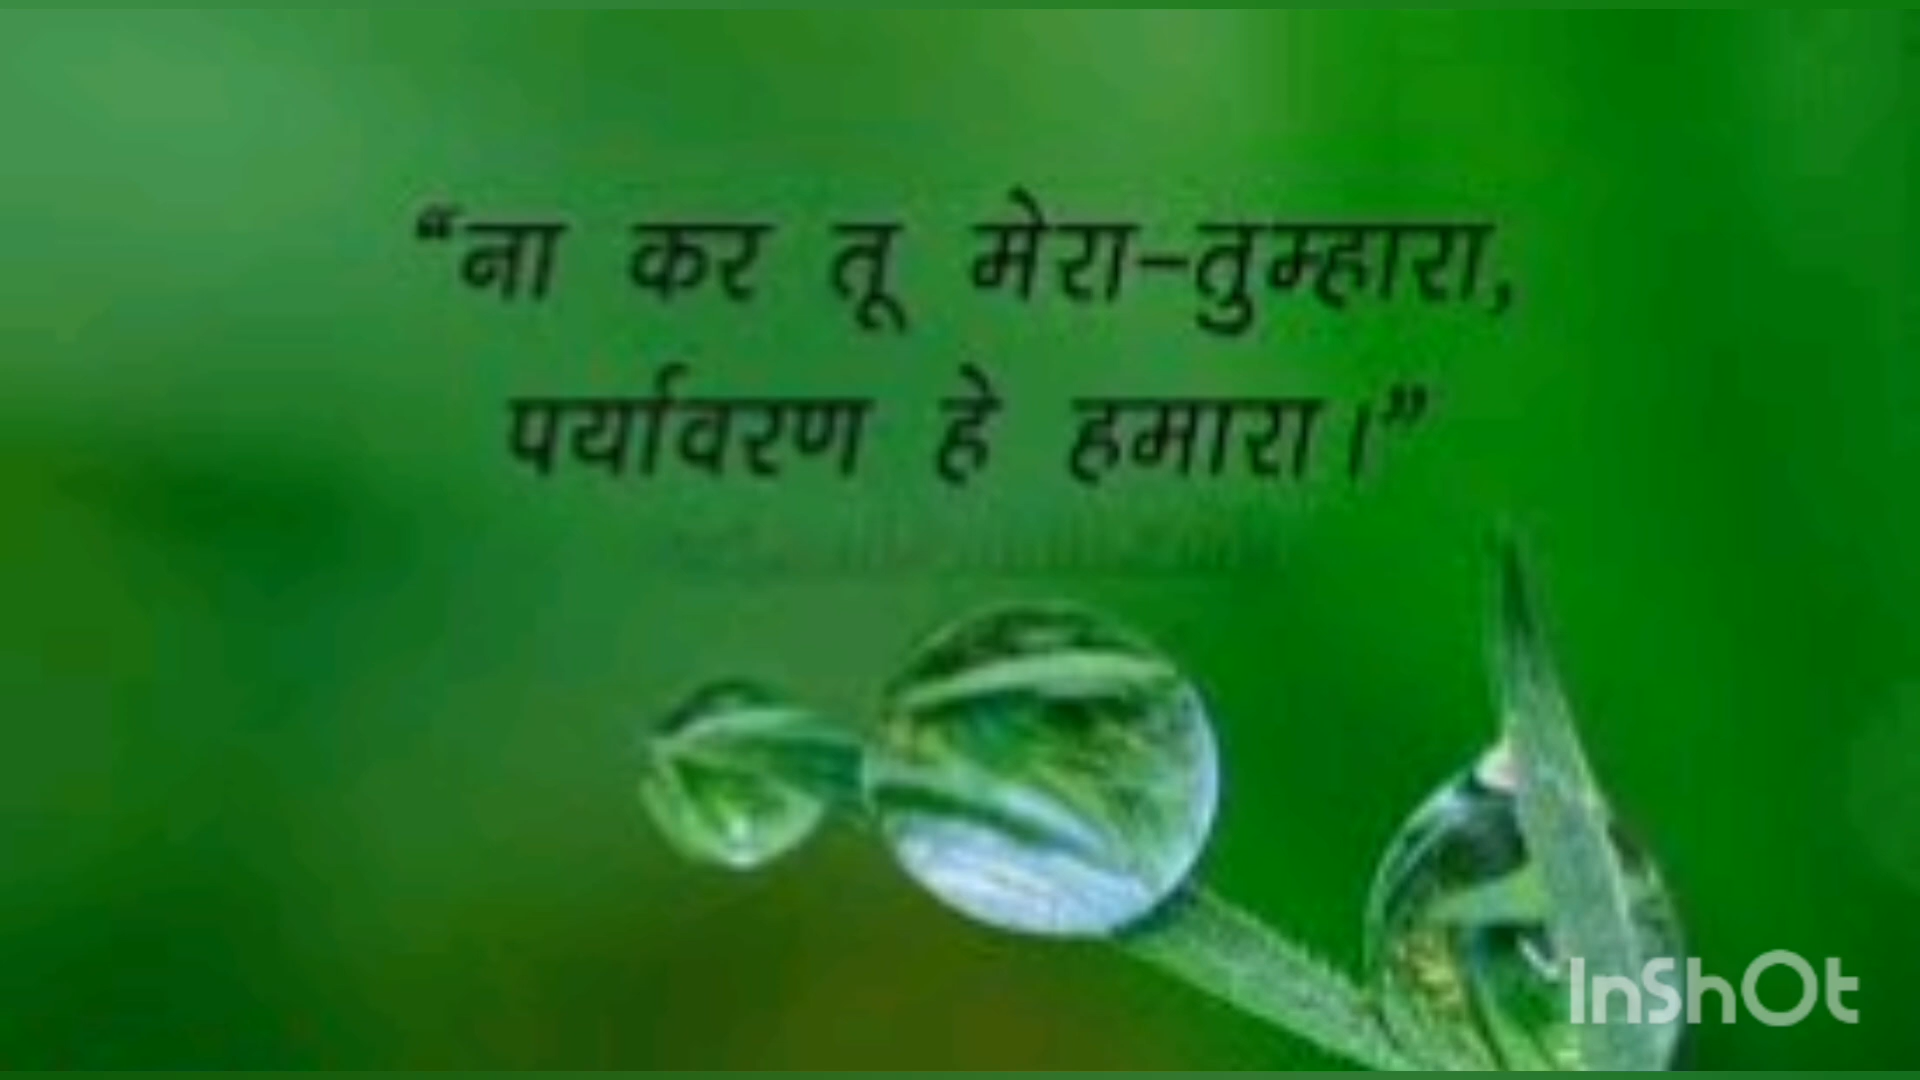 “ना कर तू मेरा-तुम्हारा,
पर्यावरण हे हमारा।”
InShOt